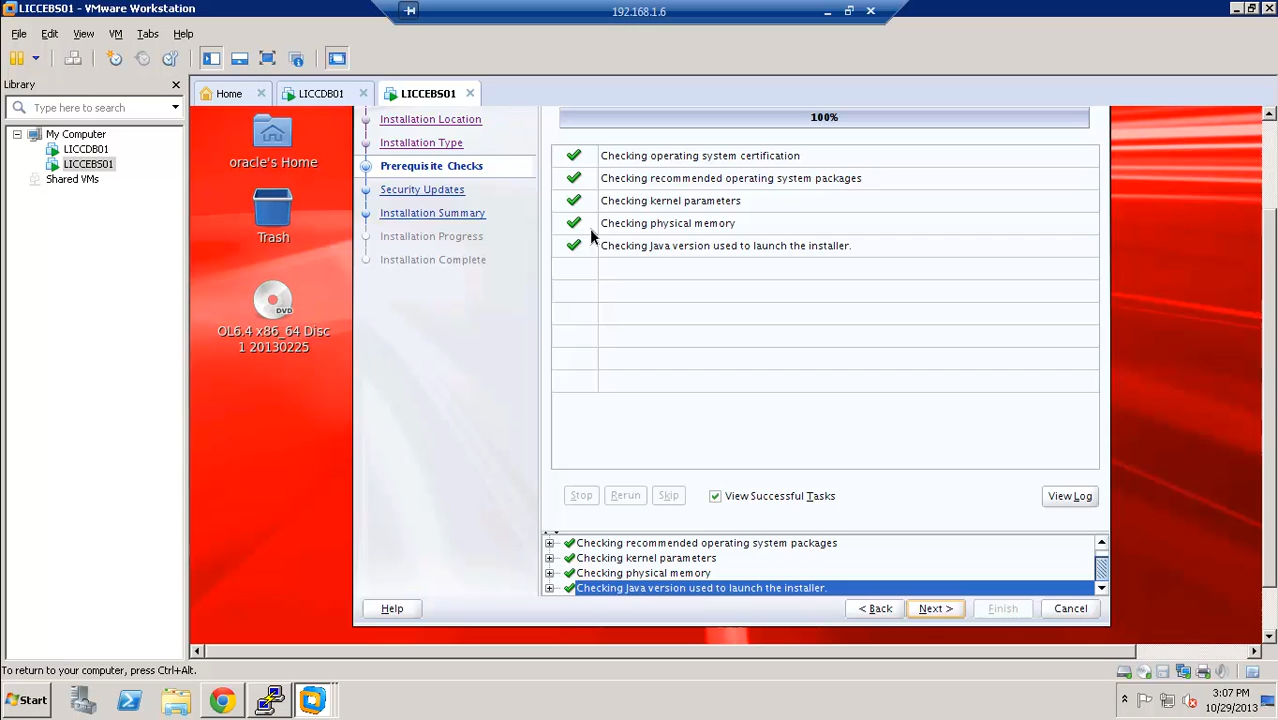 LICCEBS01 - VMware Workstation
192.168.1.6
File Edit View VM Tabs Help
Library
Type here to search
My Computer
LICCDB01
LICCEBS01
Shared VMs
Home LICCDB01 LICCEBS01
oracle's Home
Trash
DVD
OL6.4 x86_64 Disc
1 20130225
Installation Location
Installation Type
Prerequisite Checks
Security Updates
Installation Summary
Installation Progress
Installation Complete
100%
Checking operating system certification
Checking recommended operating system packages
Checking kernel parameters
Checking physical memory
Checking Java version used to launch the installer.
Stop Rerun Skip View Successful Tasks View Log
Checking recommended operating system packages
Checking kernel parameters
Checking physical memory
Checking Java version used to launch the installer.
Help < Back Next > Finish Cancel
To return to your computer, press Ctrl+Alt.
Start
3:07 PM
10/29/2013